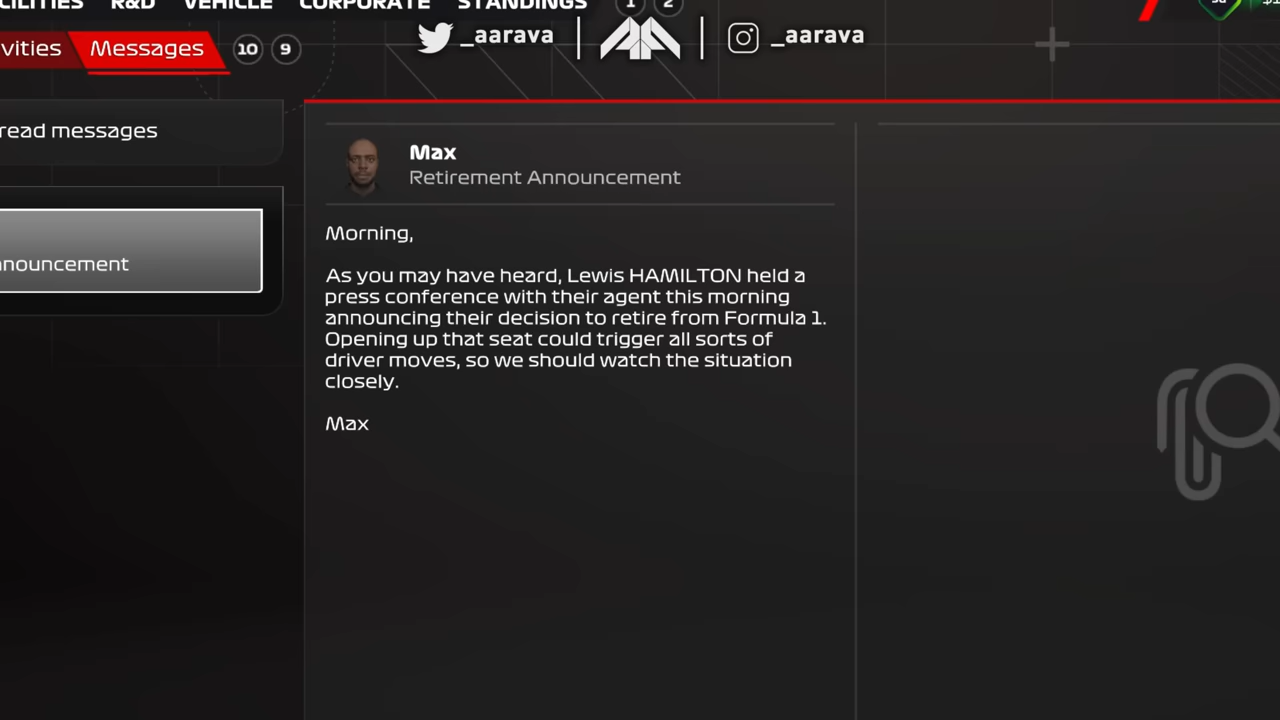 CILITIES R&D VEHICLE CORPORATE STANDINGS 1 2
vities Messages 10 9
_aarava _aarava
read messages
Max
Retirement Announcement
nnouncement
Morning,
As you may have heard, Lewis HAMILTON held a
press conference with their agent this morning
announcing their decision to retire from Formula 1.
Opening up that seat could trigger all sorts of
driver moves, so we should watch the situation
closely.
Max